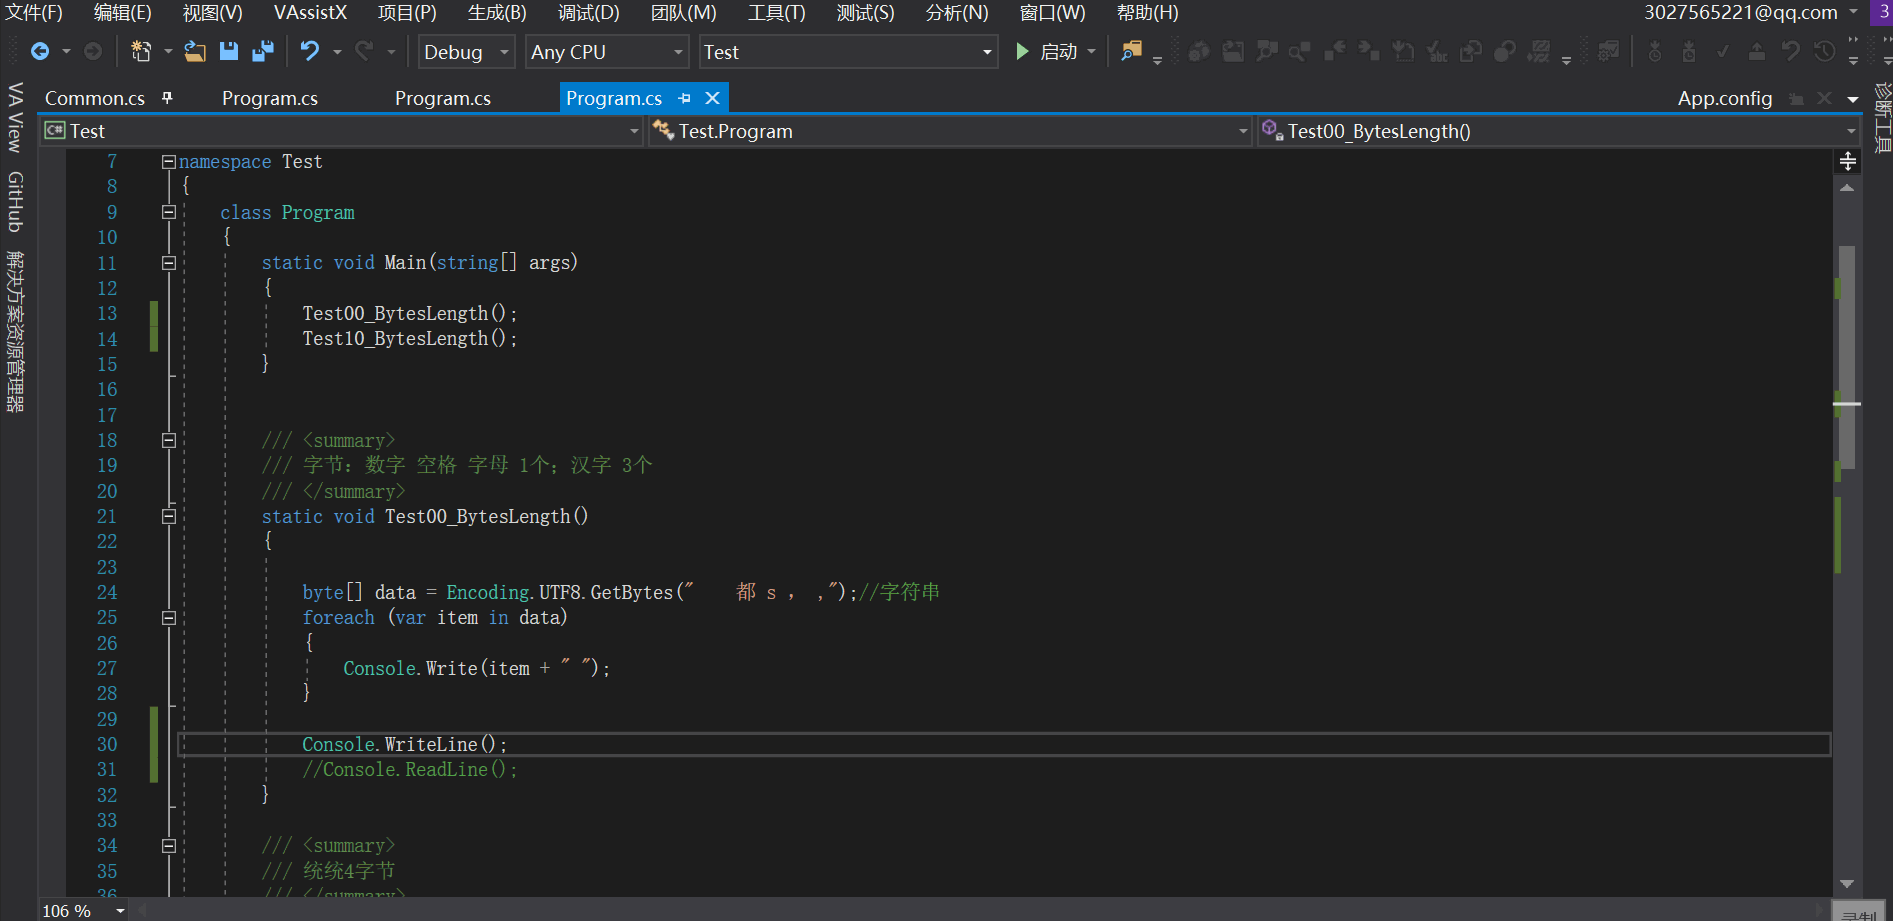 文件(F) 编辑(E) 视图(V) VAssistX 项目(P) 生成(B) 调试(D) 团队(M) 工具(T) 测试(S) 分析(N) 窗口(W) 帮助(H) 3027565221@qq.com 3
Debug Any CPU Test 启动
Common.cs Program.cs Program.cs Program.cs App.config
C# Test Test.Program Test00_BytesLength()
VA View
GitHub
解决方案资源管理器
诊断工具
7 namespace Test
8 {
9 class Program
10 {
11 static void Main(string[] args)
12 {
13 Test00_BytesLength();
14 Test10_BytesLength();
15 }
16
17
18 /// <summary>
19 /// 字节: 数字 空格 字母 1个; 汉字 3个
20 /// </summary>
21 static void Test00_BytesLength()
22 {
23
24 byte[] data = Encoding.UTF8.GetBytes("    都 s ， ,");//字符串
25 foreach (var item in data)
26 {
27 Console.Write(item + " ");
28 }
29
30 Console.WriteLine();
31 //Console.ReadLine();
32 }
33
34 /// <summary>
35 /// 统统4字节
36 /// </summary>
106 %
录制